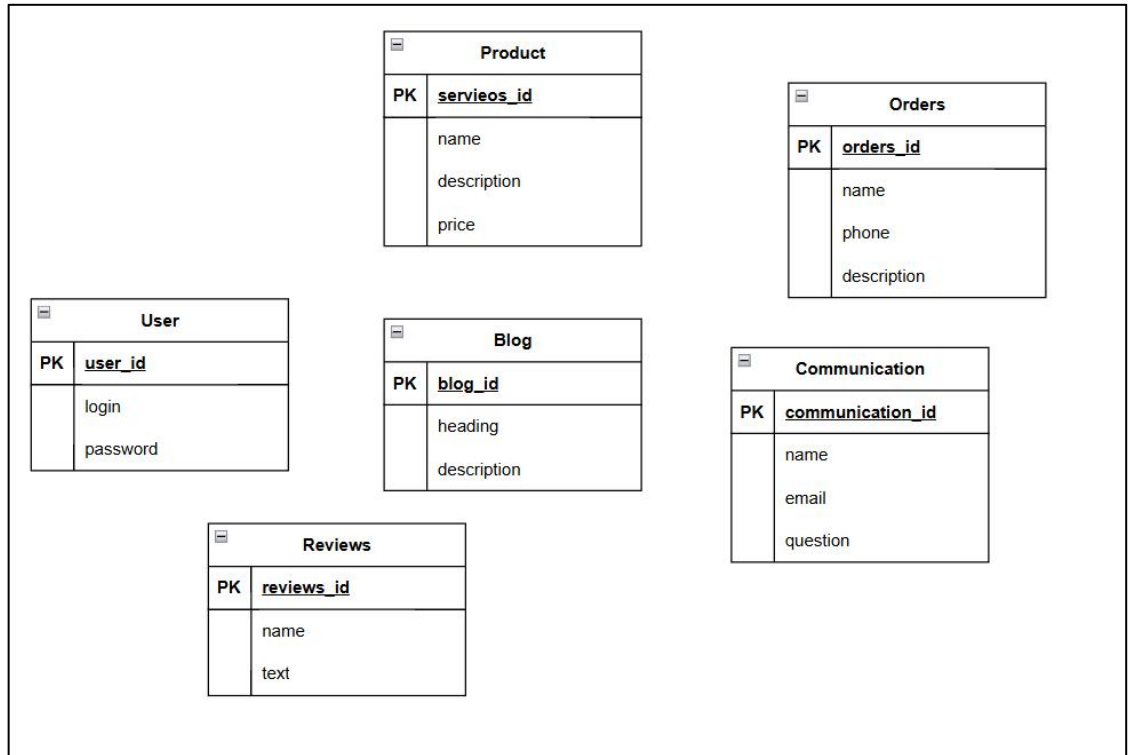 Product
PK servieos_id
name
description
price
Orders
PK orders_id
name
phone
description
User
PK user_id
login
password
Blog
PK blog_id
heading
description
Communication
PK communication_id
name
email
question
Reviews
PK reviews_id
name
text